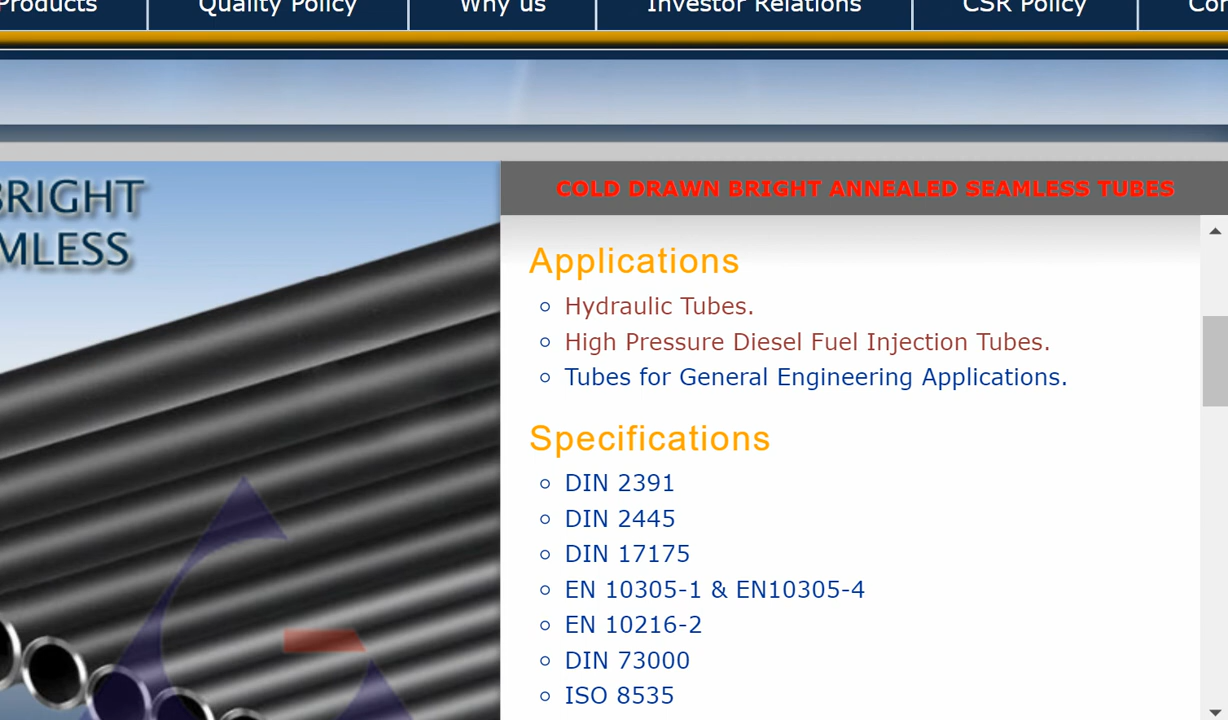 Products
Quality Policy
Why us
Investor Relations
CSR Policy
BRIGHT
MLESS
COLD DRAWN BRIGHT ANNEALED SEAMLESS TUBES
Applications
Hydraulic Tubes.
High Pressure Diesel Fuel Injection Tubes.
Tubes for General Engineering Applications.
Specifications
DIN 2391
DIN 2445
DIN 17175
EN 10305-1 & EN10305-4
EN 10216-2
DIN 73000
ISO 8535